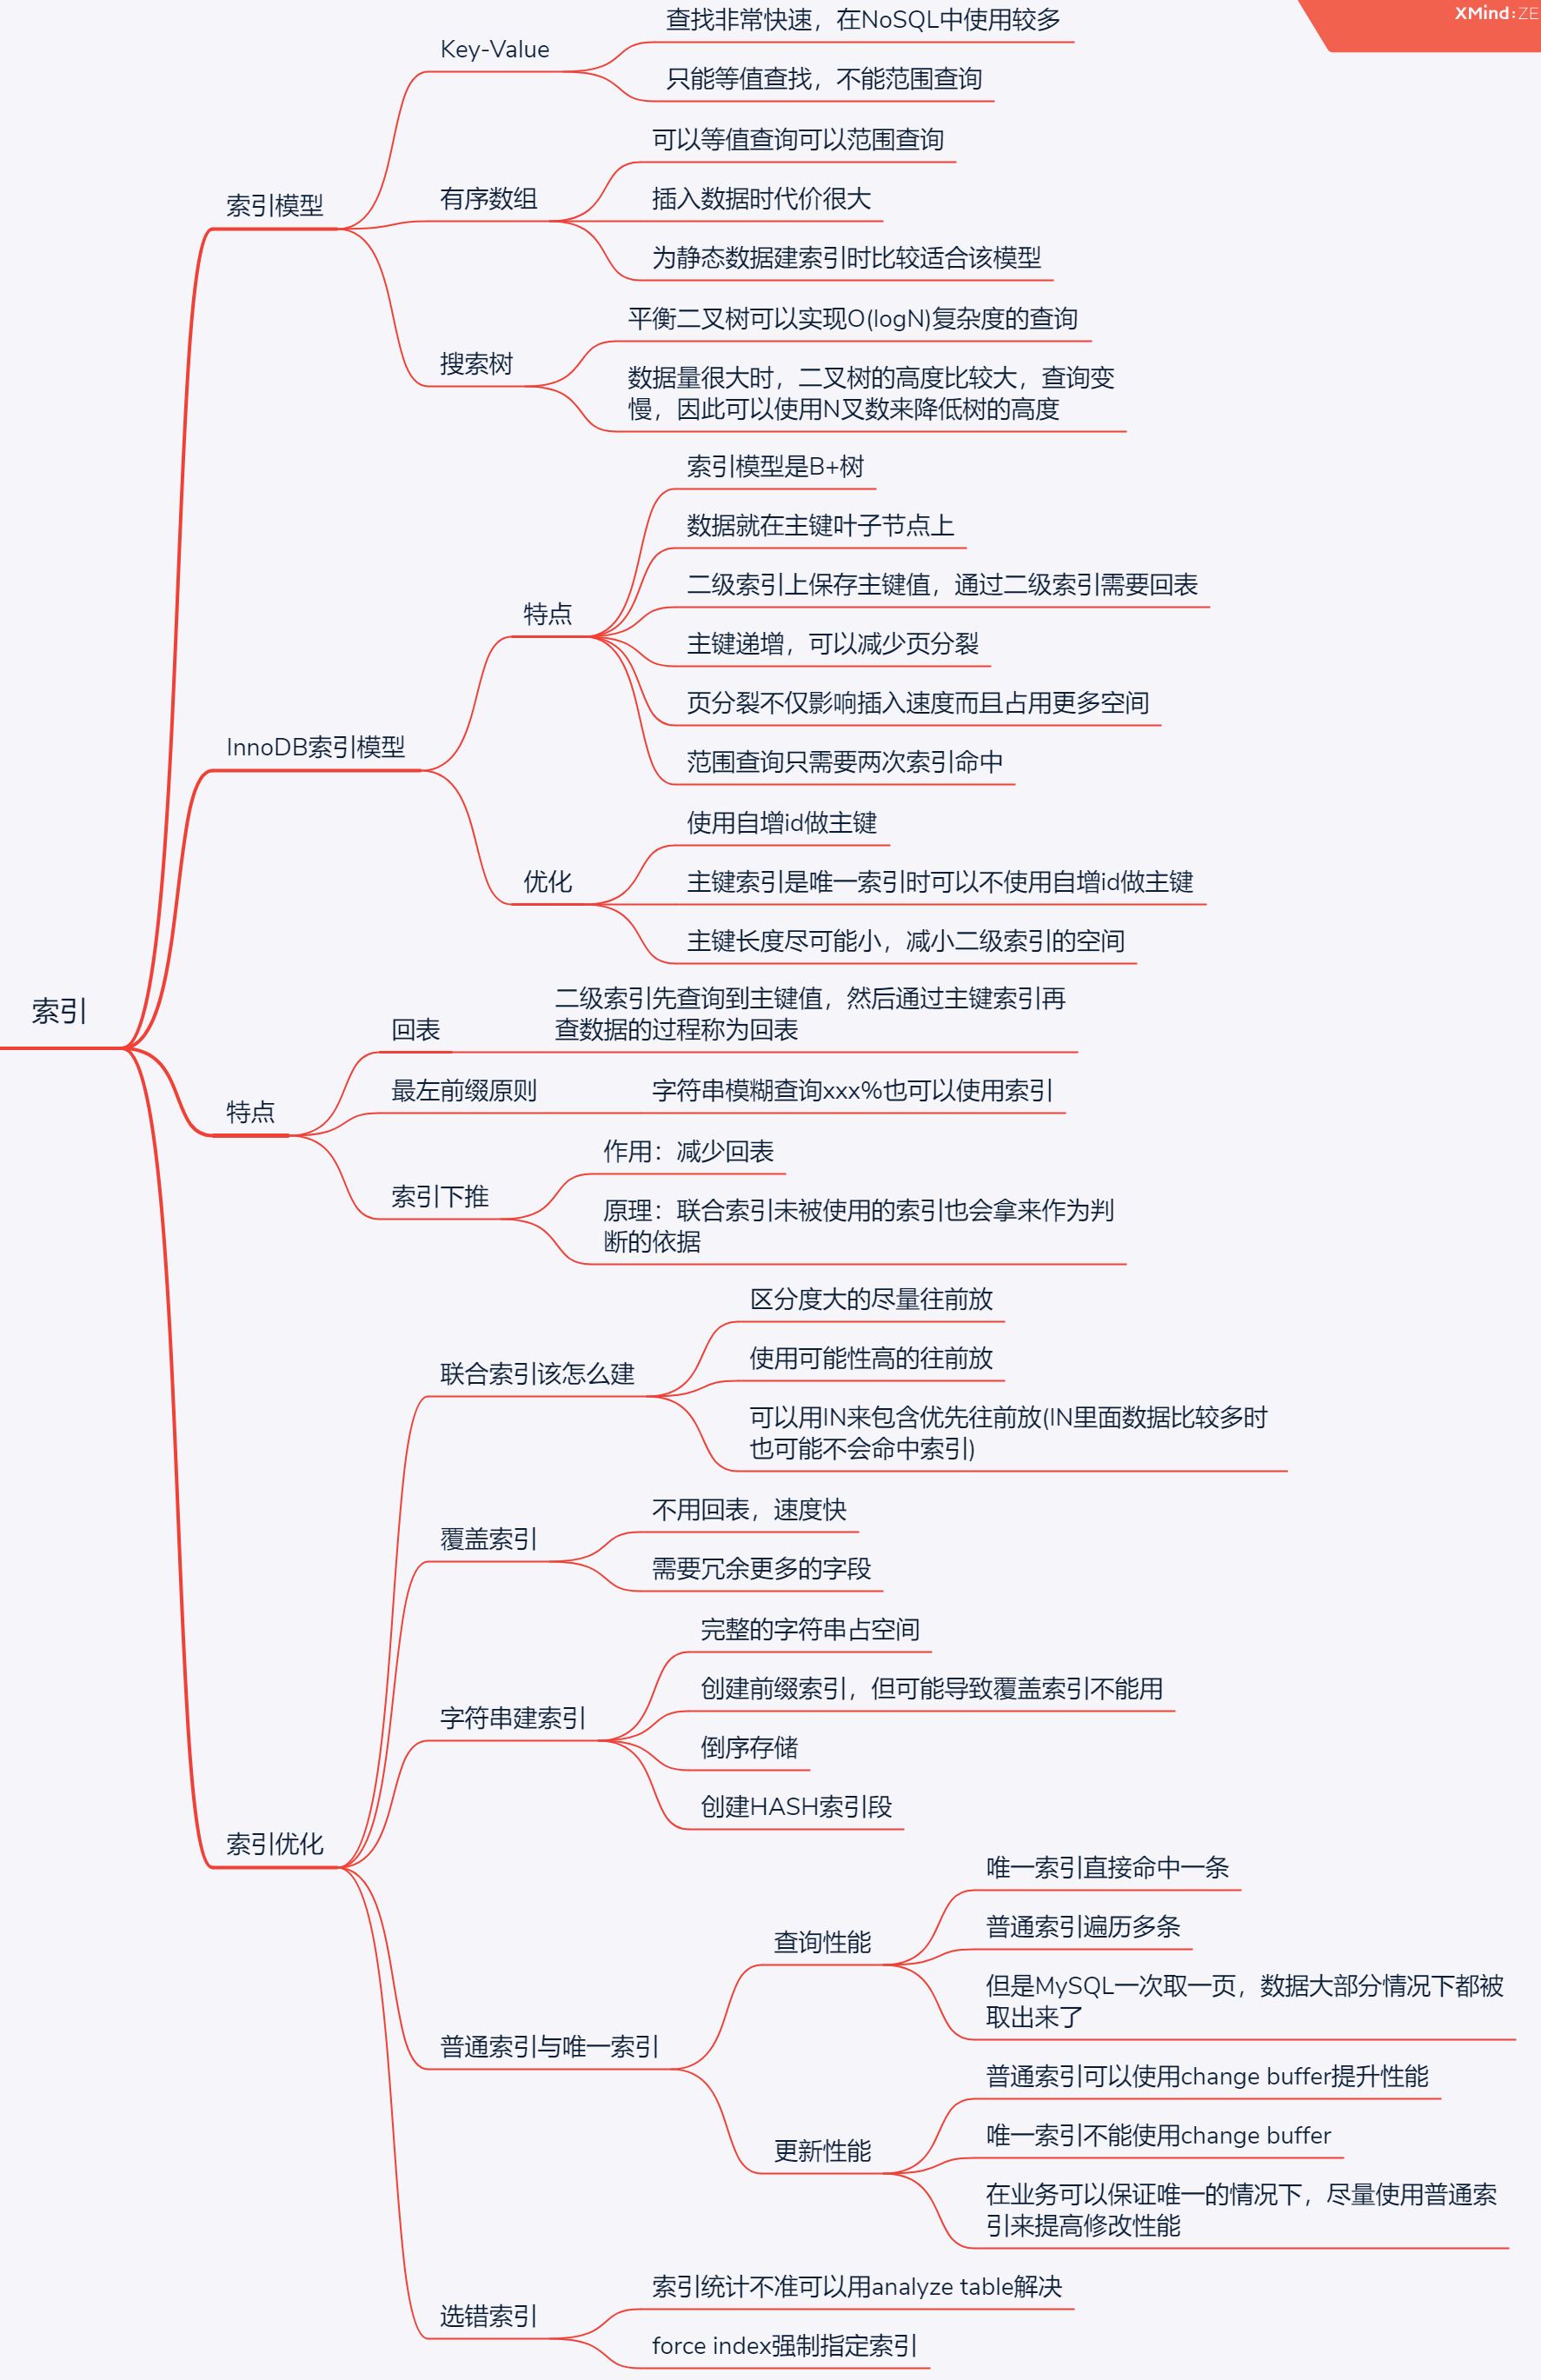 XMind:ZE
索引
索引模型
Key-Value
查找非常快速，在NoSQL中使用较多
只能等值查找，不能范围查询
有序数组
可以等值查询可以范围查询
插入数据时代价很大
为静态数据建索引时比较适合该模型
搜索树
平衡二叉树可以实现O(logN)复杂度的查询
数据量很大时，二叉树的高度比较大，查询变
慢，因此可以使用N叉数来降低树的高度
InnoDB索引模型
特点
索引模型是B+树
数据就在主键叶子节点上
二级索引上保存主键值，通过二级索引需要回表
主键递增，可以减少页分裂
页分裂不仅影响插入速度而且占用更多空间
范围查询只需要两次索引命中
优化
使用自增id做主键
主键索引是唯一索引时可以不使用自增id做主键
主键长度尽可能小，减小二级索引的空间
特点
回表
二级索引先查询到主键值，然后通过主键索引再
查数据的过程称为回表
最左前缀原则
字符串模糊查询xxx%也可以使用索引
索引下推
作用：减少回表
原理：联合索引未被使用的索引也会拿来作为判
断的依据
索引优化
联合索引该怎么建
区分度大的尽量往前放
使用可能性高的往前放
可以用IN来包含优先往前放(IN里面数据比较多时
也可能不会命中索引)
覆盖索引
不用回表，速度快
需要冗余更多的字段
字符串建索引
完整的字符串占空间
创建前缀索引，但可能导致覆盖索引不能用
倒序存储
创建HASH索引段
普通索引与唯一索引
查询性能
唯一索引直接命中一条
普通索引遍历多条
但是MySQL一次取一页，数据大部分情况下都被
取出来了
更新性能
普通索引可以使用change buffer提升性能
唯一索引不能使用change buffer
在业务可以保证唯一的情况下，尽量使用普通索
引来提高修改性能
选错索引
索引统计不准可以用analyze table解决
force index强制指定索引